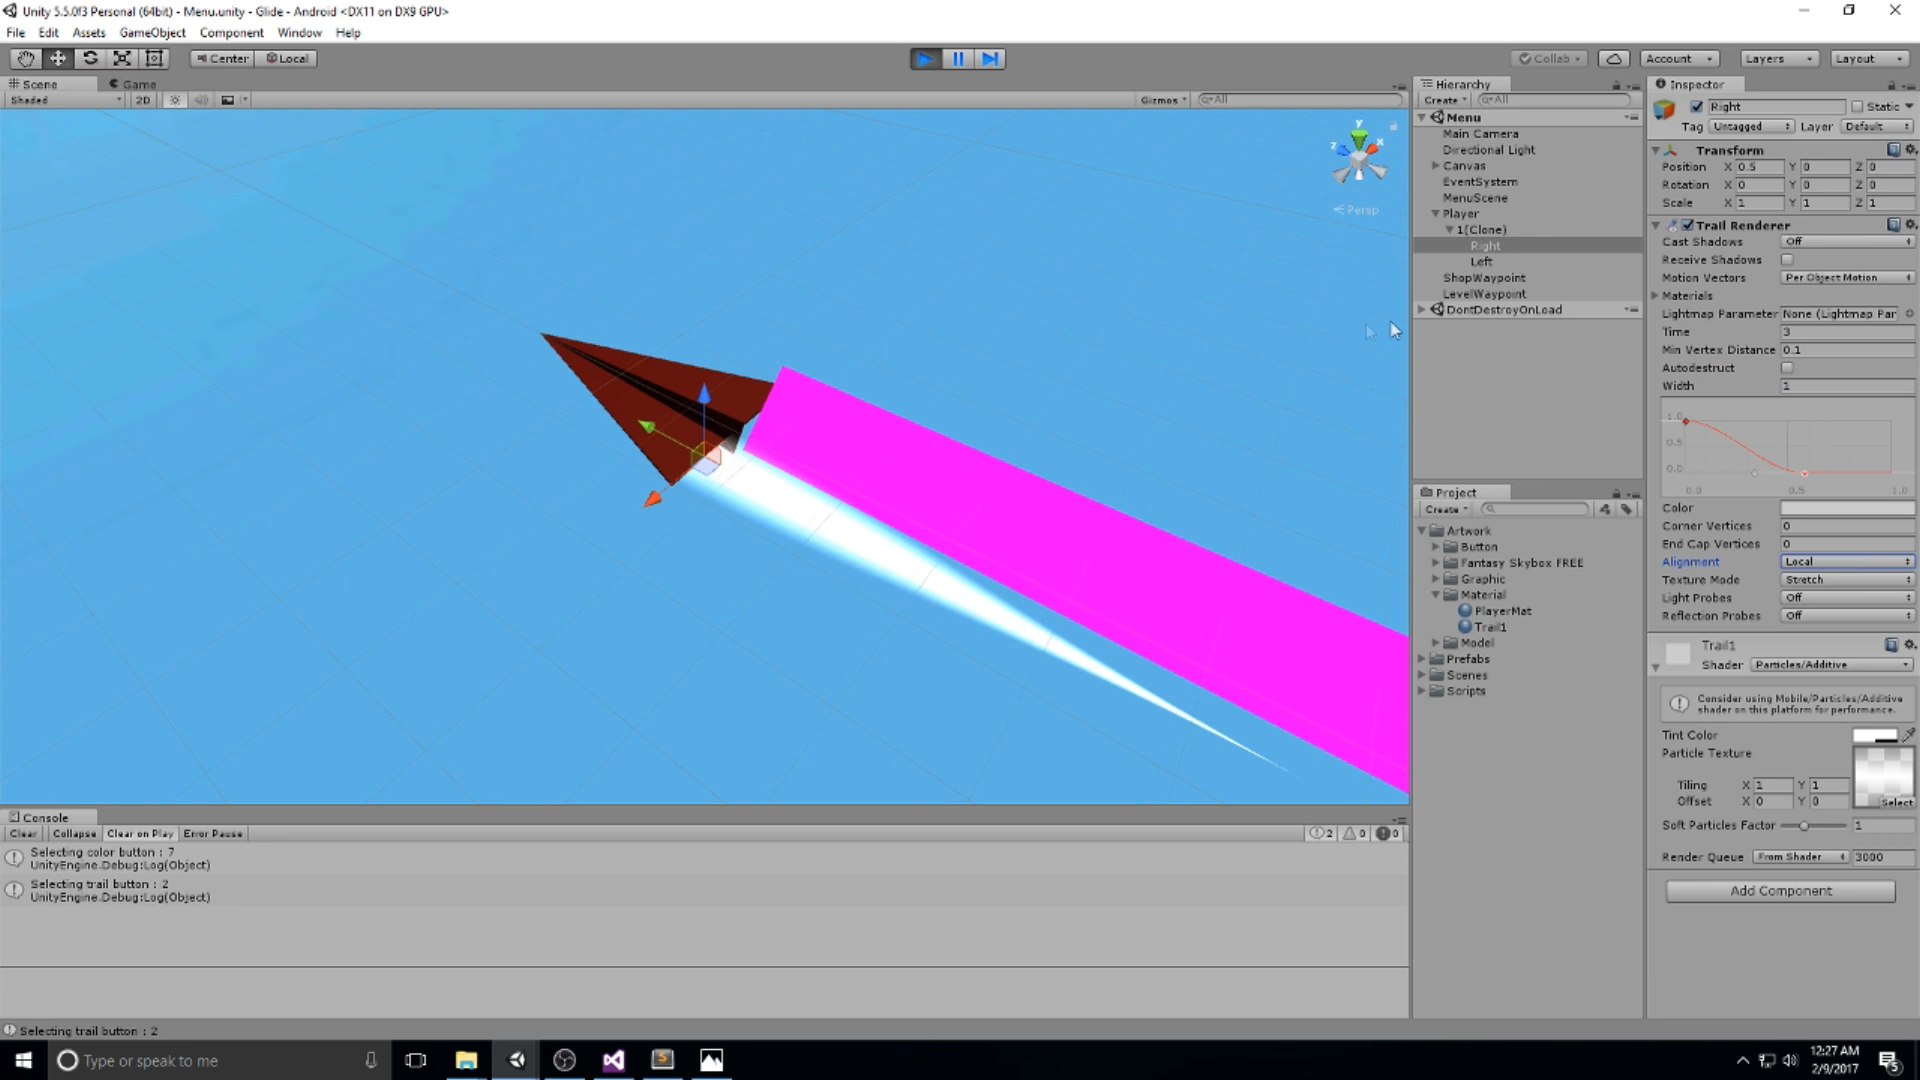 Unity 5.5.0f3 Personal (64bit) - Menu.unity - Glide - Android <DX11 on DX9 GPU>
File Edit Assets GameObject Component Window Help
Center Local
Collab Account Layers Layout
Scene Game
Shaded 2D Gizmos All
y
x
z
Persp
Hierarchy
Create All
Menu
Main Camera
Directional Light
Canvas
EventSystem
MenuScene
Player
1(Clone)
Right
Left
ShopWaypoint
LevelWaypoint
DontDestroyOnLoad
Project
Create
Artwork
Button
Fantasy Skybox FREE
Graphic
Material
PlayerMat
Trail1
Model
Prefabs
Scenes
Scripts
Inspector
Right Static
Tag Untagged Layer Default
Transform
Position X 0.5 Y 0 Z 0
Rotation X 0 Y 0 Z 0
Scale X 1 Y 1 Z 1
Trail Renderer
Cast Shadows Off
Receive Shadows
Motion Vectors Per Object Motion
Materials
Lightmap Parameter None (Lightmap Par
Time 3
Min Vertex Distance 0.1
Autodestruct
Width 1
1.0
0.5
0.0
0.0 0.5 1.0
Color
Corner Vertices 0
End Cap Vertices 0
Alignment Local
Texture Mode Stretch
Light Probes Off
Reflection Probes Off
Trail1
Shader Particles/Additive
Consider using Mobile/Particles/Additive
shader on this platform for performance.
Tint Color
Particle Texture
Tiling X 1 Y 1
Offset X 0 Y 0
Select
Soft Particles Factor 1
Render Queue From Shader 3000
Add Component
Console
Clear Collapse Clear on Play Error Pause 2 0 0
Selecting color button : 7
UnityEngine.Debug:Log(Object)
Selecting trail button : 2
UnityEngine.Debug:Log(Object)
Selecting trail button : 2
Type or speak to me
12:27 AM
2/9/2017
5